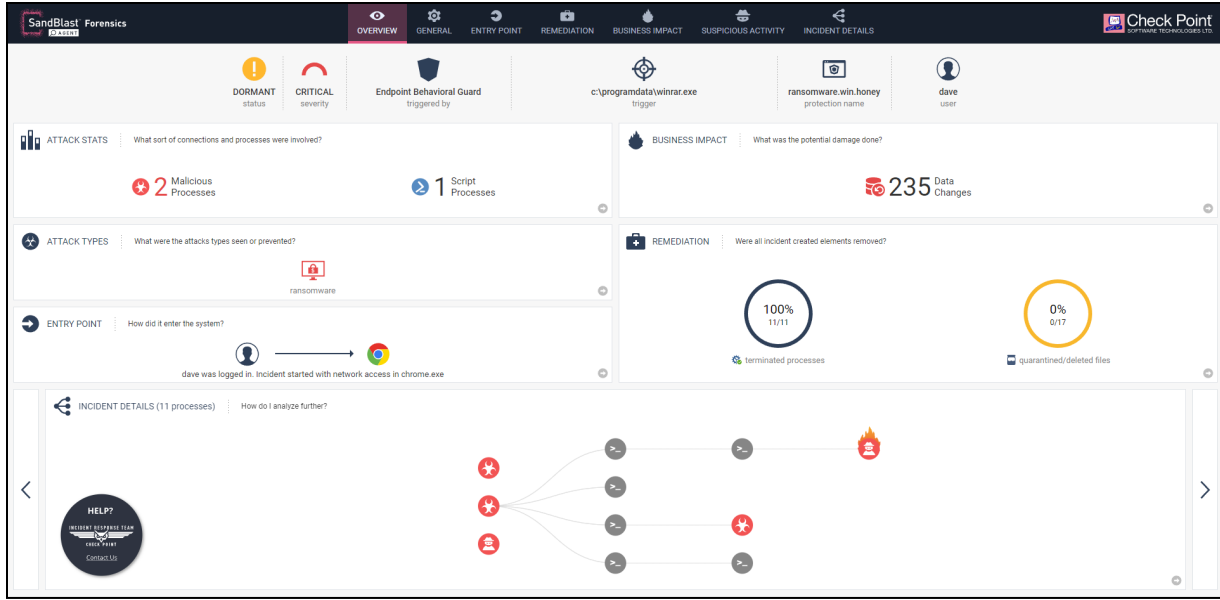 SandBlast Forensics
AGENT
OVERVIEW
GENERAL
ENTRY POINT
REMEDIATION
BUSINESS IMPACT
SUSPICIOUS ACTIVITY
INCIDENT DETAILS
Check Point
SOFTWARE TECHNOLOGIES LTD.
DORMANT
status
CRITICAL
severity
Endpoint Behavioral Guard
triggered by
c:\programdata\winrar.exe
trigger
ransomware.win.honey
protection name
dave
user
ATTACK STATS
What sort of connections and processes were involved?
2 Malicious
Processes
1 Script
Processes
BUSINESS IMPACT
What was the potential damage done?
235 Data
Changes
ATTACK TYPES
What were the attacks types seen or prevented?
ransomware
REMEDIATION
Were all incident created elements removed?
100%
11/11
terminated processes
0%
0/17
quarantined/deleted files
ENTRY POINT
How did it enter the system?
dave was logged in. Incident started with network access in chrome.exe
INCIDENT DETAILS (11 processes)
How do I analyze further?
HELP?
INCIDENT RESPONSE TEAM
CHECK POINT
Contact Us